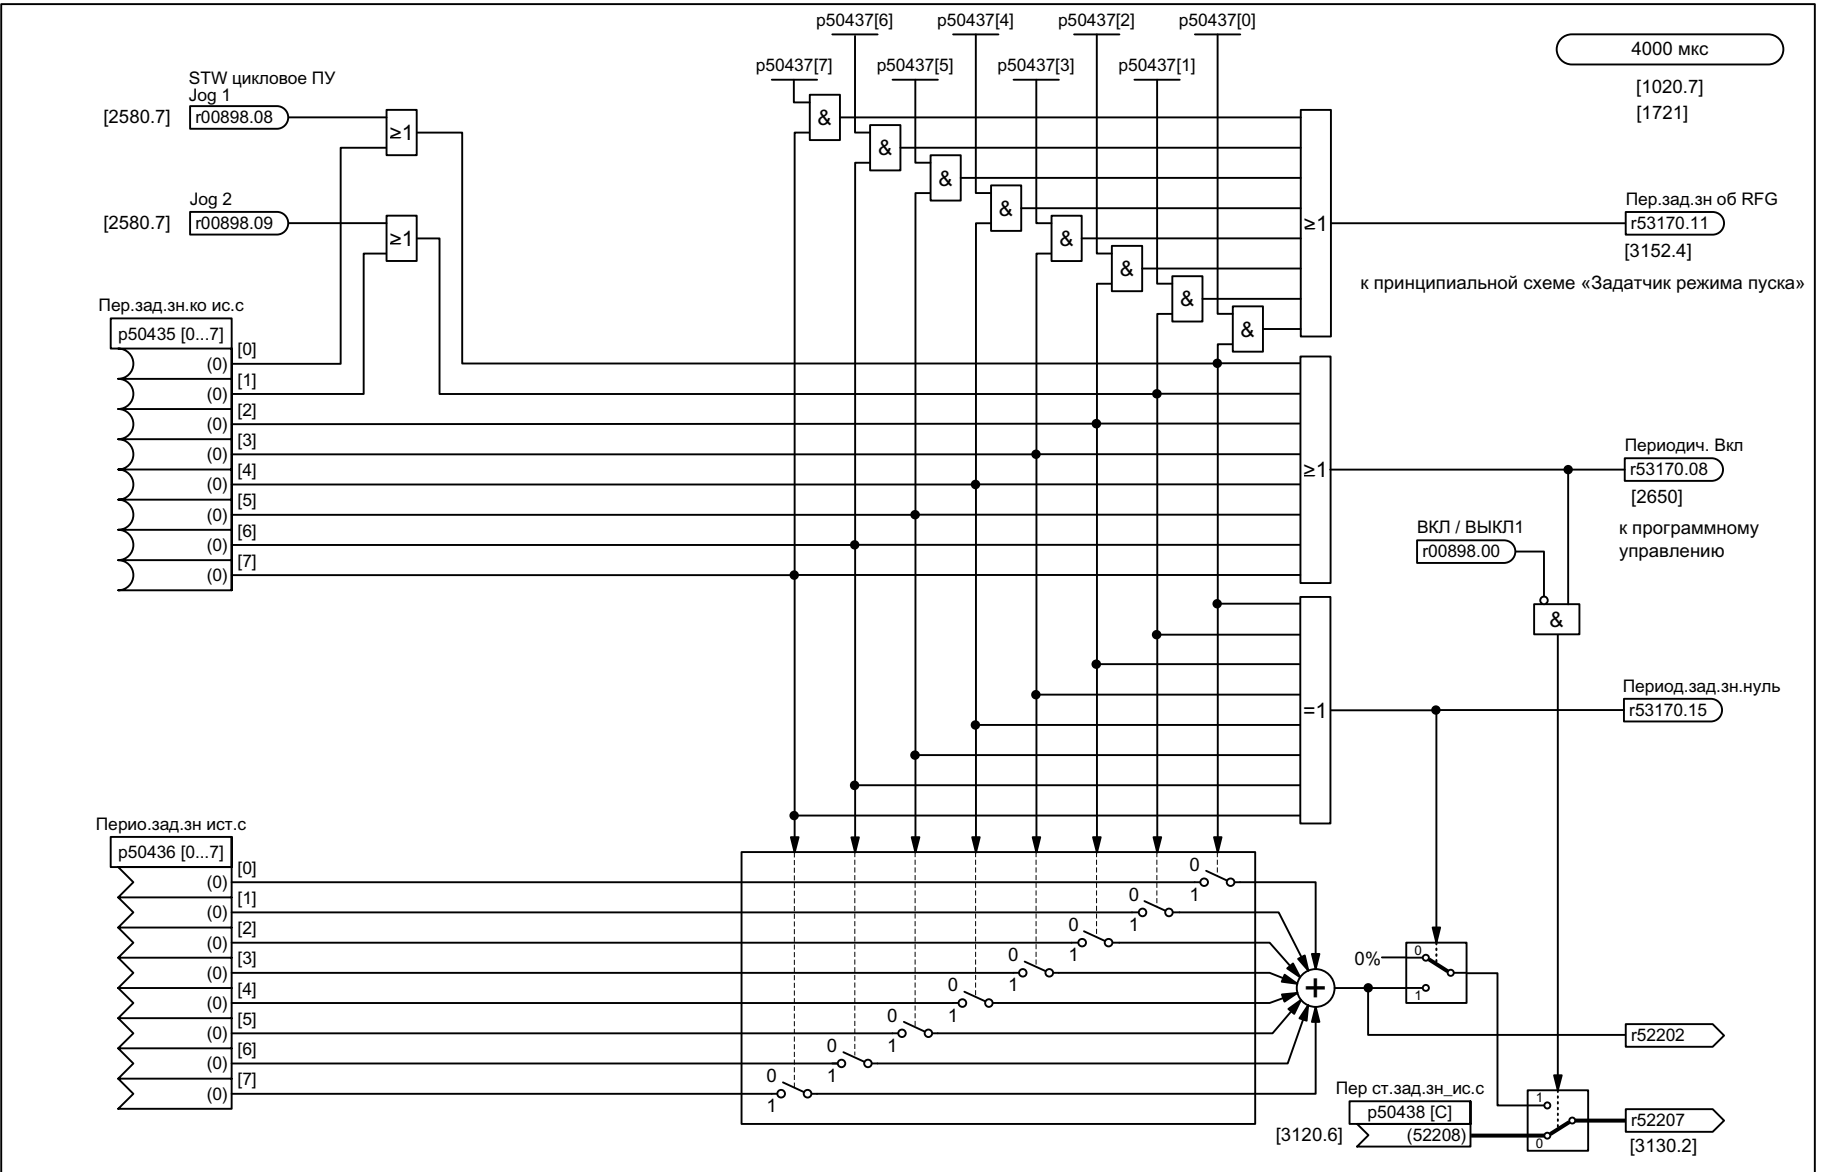 p50437[6]
p50437[4]
p50437[2]
p50437[0]
p50437[7]
p50437[5]
p50437[3]
p50437[1]
4000 мкс
[1020.7]
[1721]
STW цикловое ПУ
Jog 1
[2580.7]
r00898.08
≥1
Jog 2
[2580.7]
r00898.09
≥1
&
&
&
&
&
&
&
&
≥1
Пер.зад.зн об RFG
r53170.11
[3152.4]
к принципиальной схеме «Задатчик режима пуска»
Пер.зад.зн.ко ис.с
p50435 [0...7]
(0)
[0]
(0)
[1]
(0)
[2]
(0)
[3]
(0)
[4]
(0)
[5]
(0)
[6]
(0)
[7]
≥1
Периодич. Вкл
r53170.08
[2650]
к программному
управлению
ВКЛ / ВЫКЛ1
r00898.00
&
=1
Период.зад.зн.нуль
r53170.15
Перио.зад.зн ист.с
p50436 [0...7]
(0)
[0]
(0)
[1]
(0)
[2]
(0)
[3]
(0)
[4]
(0)
[5]
(0)
[6]
(0)
[7]
0
1
0
1
0
1
0
1
0
1
0
1
0
1
0
1
+
0%
0
1
r52202
Пер ст.зад.зн_ис.с
p50438 [C]
[3120.6]
(52208)
1
0
r52207
[3130.2]